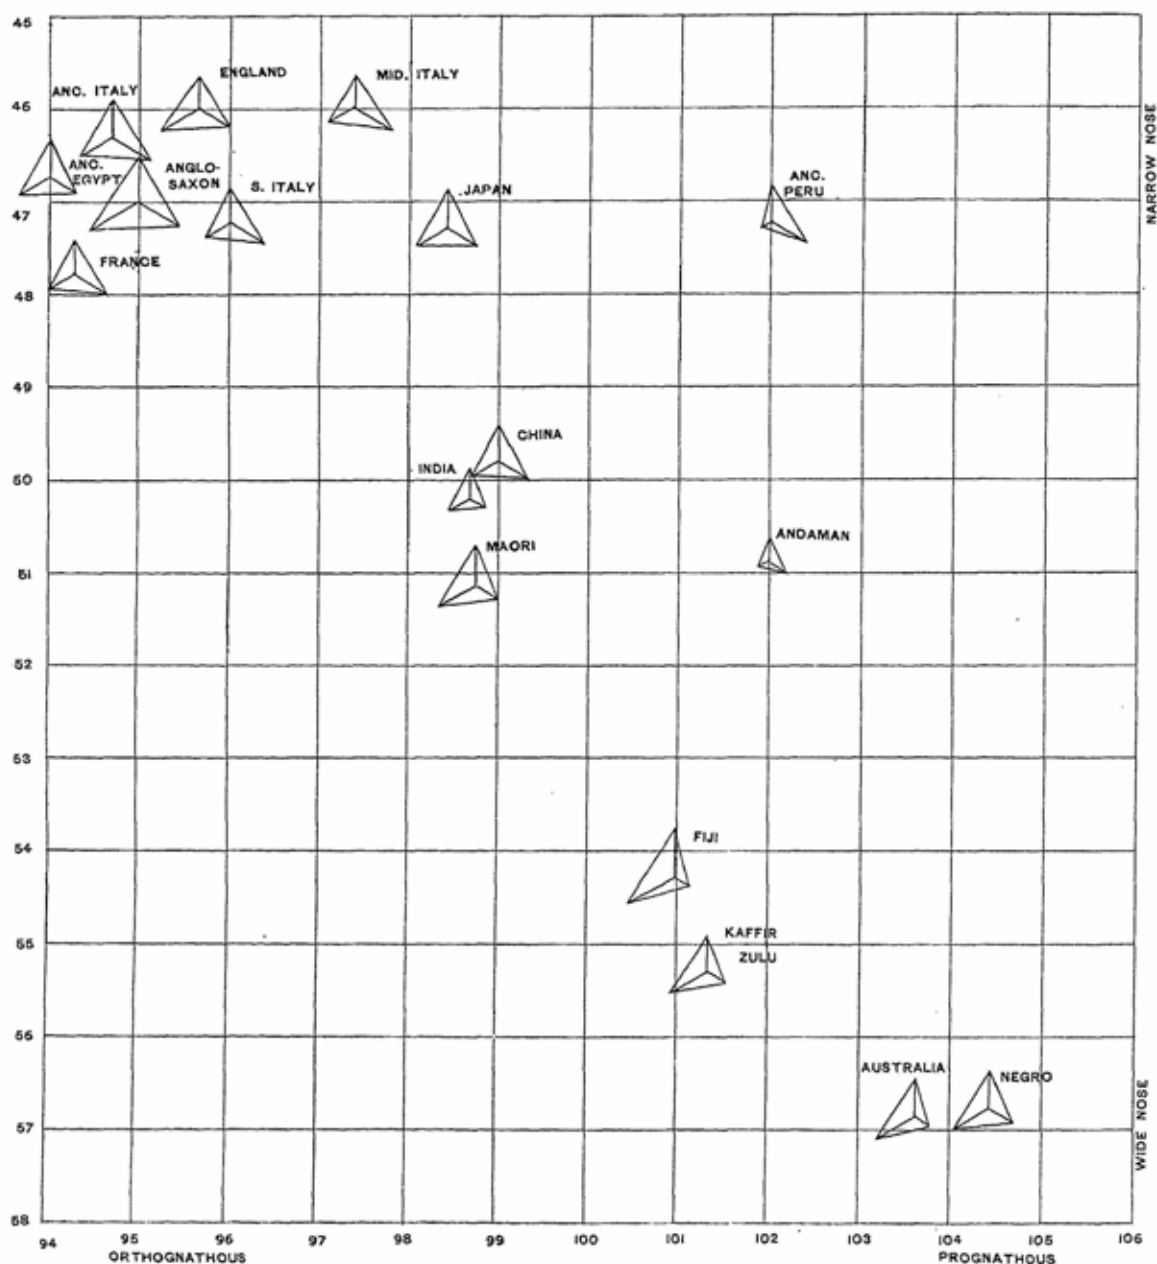 45
ENGLAND
MID. ITALY
ANC. ITALY
46
NARROW NOSE
ANC.
EGYPT
ANGLO-
SAXON
S. ITALY
JAPAN
ANC.
PERU
47
FRANCE
48
49
CHINA
INDIA
50
ANDAMAN
MAORI
51
52
53
FIJI
54
KAFFIR
ZULU
55
56
AUSTRALIA
NEGRO
WIDE NOSE
57
58
94 95 96 97 98 99 100 101 102 103 104 105 106
ORTHOGNATHOUS PROGNATHOUS